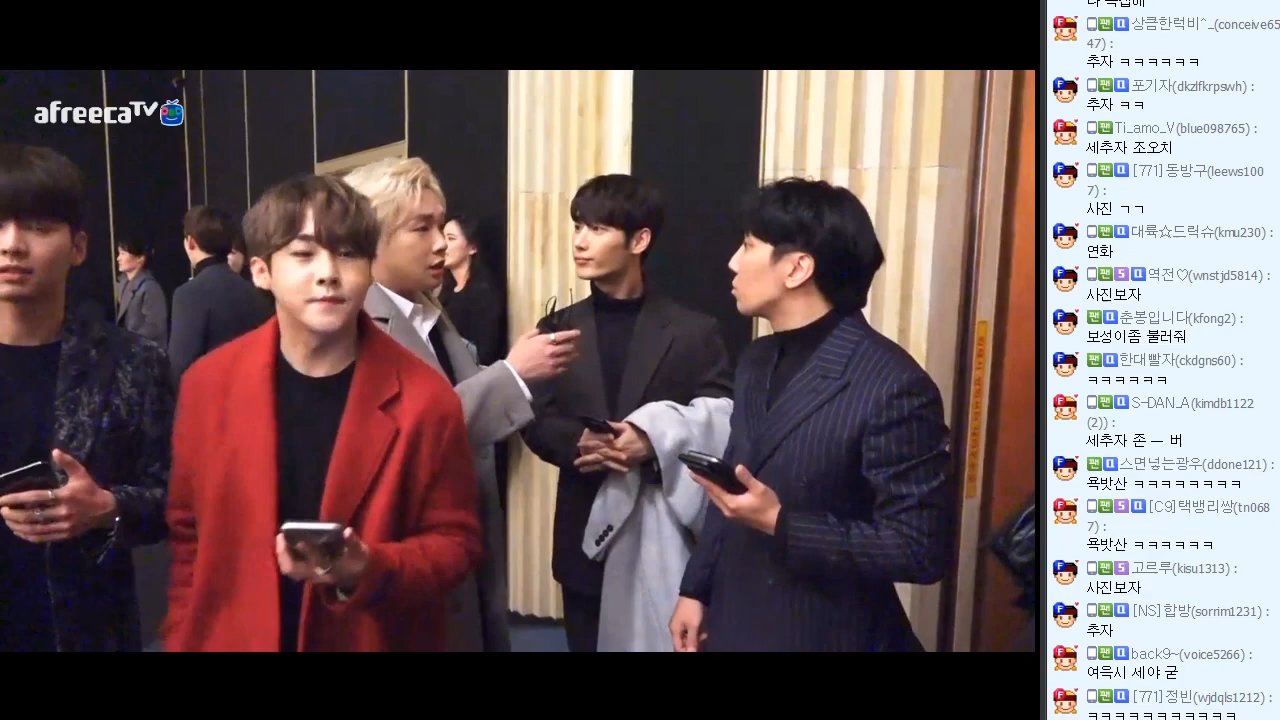 afreecaTV
상큼한럭비^_(conceive65
47) :
추자 ㅋㅋㅋㅋㅋㅋ
포기자(dkzlfkrpswh) :
추자 ㅋㅋ
Ti_amo_V(blue098765) :
세추자 조오치
[771]동방구(leews100
7) :
사진 ㄱㄱ
대륙☆드럭슈(kmu230) :
연화
역전♡(wnstjd5814) :
사진보자
춘봉입니다(kfong2) :
보성이좀 불러줘
한대빨자(ckdgns60) :
ㅋㅋㅋㅋㅋㅋ
S-DAN_A(kimdb1122
(2)) :
세추자 존 ㅡ 버
스면넣는광우(ddone121) :
욕밧산 ㅋㅋㅋㅋㅋㅋㅋㅋ
[C9]택뱅리쌍(tn068
7) :
욕밧산 ㅋㅋㅋㅋㅋㅋ
고르루(kisu1313) :
사진보자
[NS]합방(sorrim1231) :
추자
back9~(voice5266) :
여윽시 세야 굳
[771]정빈(wjdqls1212) :